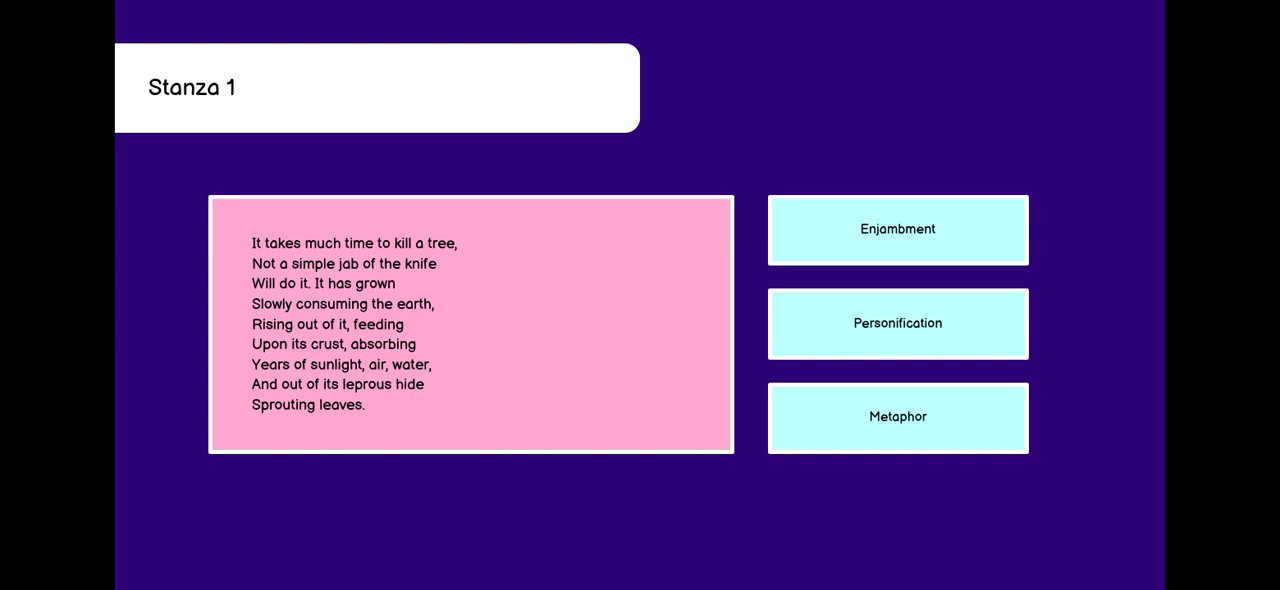 Stanza 1
It takes much time to kill a tree,
Not a simple jab of the knife
Will do it. It has grown
Slowly consuming the earth,
Rising out of it, feeding
Upon its crust, absorbing
Years of sunlight, air, water,
And out of its leprous hide
Sprouting leaves.
Enjambment
Personification
Metaphor